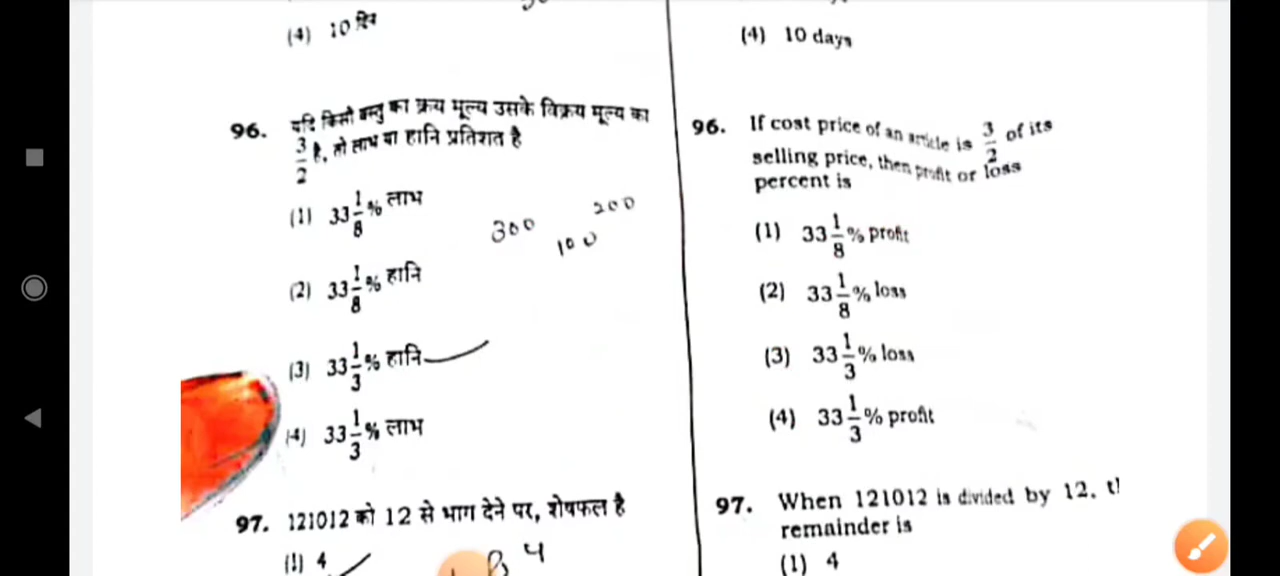 (4) 10 दिन
96. यदि किसी वस्तु का क्रय मूल्य उसके विक्रय मूल्य का
3/2 है, तो लाभ या हानि प्रतिशत है
(1) 33 1/8 % लाभ
300 200
100
(2) 33 1/8 % हानि
(3) 33 1/3 % हानि
(4) 33 1/3 % लाभ
97. 121012 को 12 से भाग देने पर, शेषफल है
(1) 4
4
(4) 10 days
96. If cost price of an article is 3/2 of its
selling price, then profit or loss
percent is
(1) 33 1/8 % profit
(2) 33 1/8 % loss
(3) 33 1/3 % loss
(4) 33 1/3 % profit
97. When 121012 is divided by 12,
remainder is
(1) 4